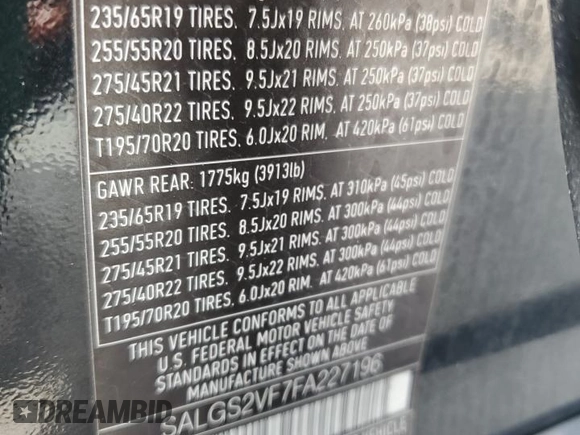 235/65R19 TIRES. 7.5Jx19 RIMS. AT 260kPa (38psi) COLD
255/55R20 TIRES. 8.5Jx20 RIMS. AT 250kPa (37psi) COLD
275/45R21 TIRES. 9.5Jx21 RIMS. AT 250kPa (37psi) COLD
275/40R22 TIRES. 9.5Jx22 RIMS. AT 250kPa (37psi) COLD
T195/70R20 TIRES. 6.0Jx20 RIM. AT 420kPa (61psi) COLD
GAWR REAR: 1775kg (3913lb)
235/65R19 TIRES. 7.5Jx19 RIMS. AT 310kPa (45psi) COLD
255/55R20 TIRES. 8.5Jx20 RIMS. AT 300kPa (44psi) COLD
275/45R21 TIRES. 9.5Jx21 RIMS. AT 300kPa (44psi) COLD
275/40R22 TIRES. 9.5Jx22 RIMS. AT 300kPa (44psi) COLD
T195/70R20 TIRES. 6.0Jx20 RIM. AT 420kPa (61psi) COLD
THIS VEHICLE CONFORMS TO ALL APPLICABLE
U.S. FEDERAL MOTOR VEHICLE SAFETY
STANDARDS IN EFFECT ON THE DATE OF
MANUFACTURE SHOWN ABOVE
SALGS2VF7FA227196
STREAMBID
VEHICLE